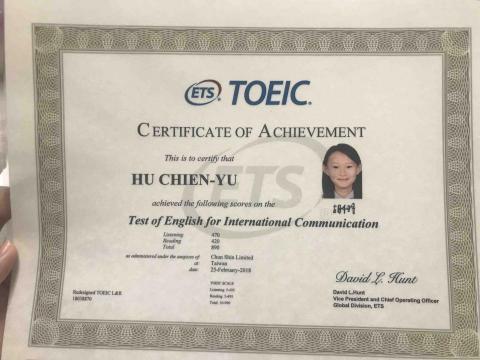 ETS TOEIC.
CERTIFICATE OF ACHIEVEMENT
This is to certify that
HU CHIEN-YU
achieved the following scores on the
Test of English for International Communication
Listening 470
Reading 420
Total 890
as administered under the auspices of Chun Shin Limited
at: Taiwan
date: 25-February-2018
TOEIC SCALE
Listening: 5-495
Reading: 5-495
Total: 10-990
Redesigned TOEIC L&R
David L. Hunt
David L.Hunt
Vice President and Chief Operating Officer
Global Division, ETS
ETS